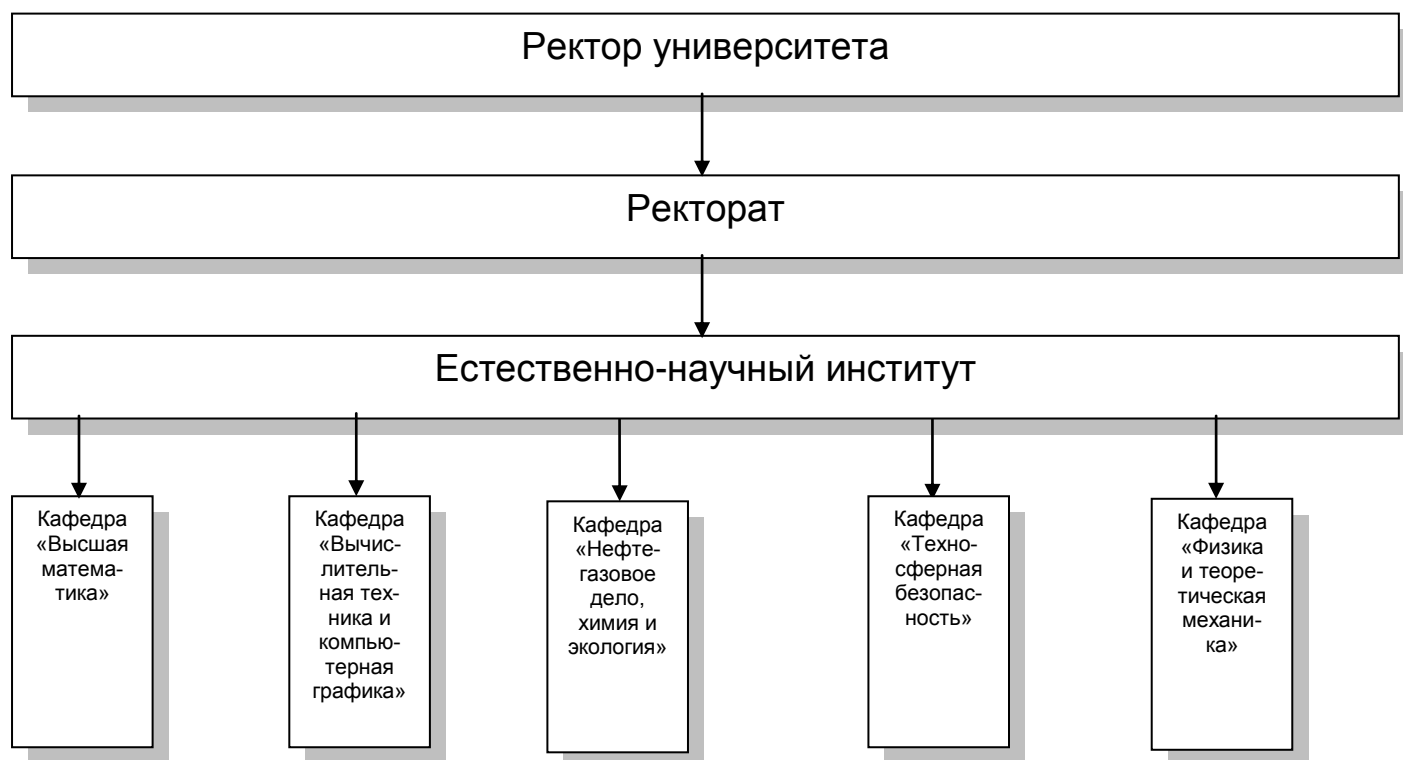 Ректор университета
Ректорат
Естественно-научный институт
Кафедра
«Высшая
матема-
тика»
Кафедра
«Вычис-
литель-
ная тех-
ника и
компью-
терная
графика»
Кафедра
«Нефте-
газовое
дело,
химия и
экология»
Кафедра
«Техно-
сферная
безопас-
ность»
Кафедра
«Физика
и теоре-
тическая
механи-
ка»